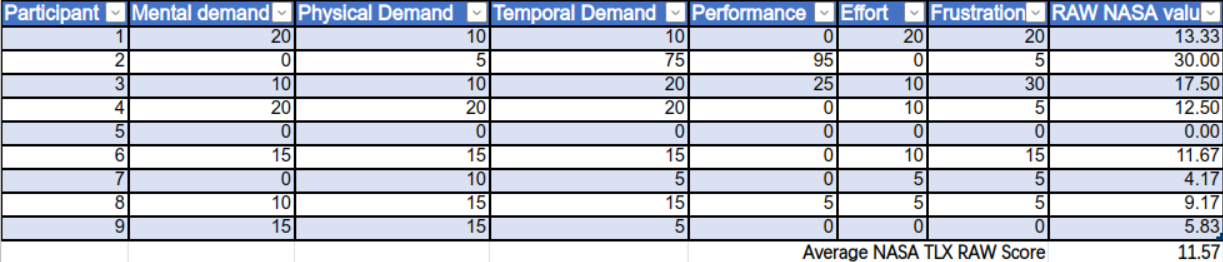 Participant Mental demand Physical Demand Temporal Demand Performance Effort Frustration RAW NASA valu
1 20 10 10 0 20 20 13.33
2 0 5 75 95 0 5 30.00
3 10 10 20 25 10 30 17.50
4 20 20 20 0 10 5 12.50
5 0 0 0 0 0 0 0.00
6 15 15 15 0 10 15 11.67
7 0 10 5 0 5 5 4.17
8 10 15 15 5 5 5 9.17
9 15 15 5 0 0 0 5.83
Average NASA TLX RAW Score 11.57